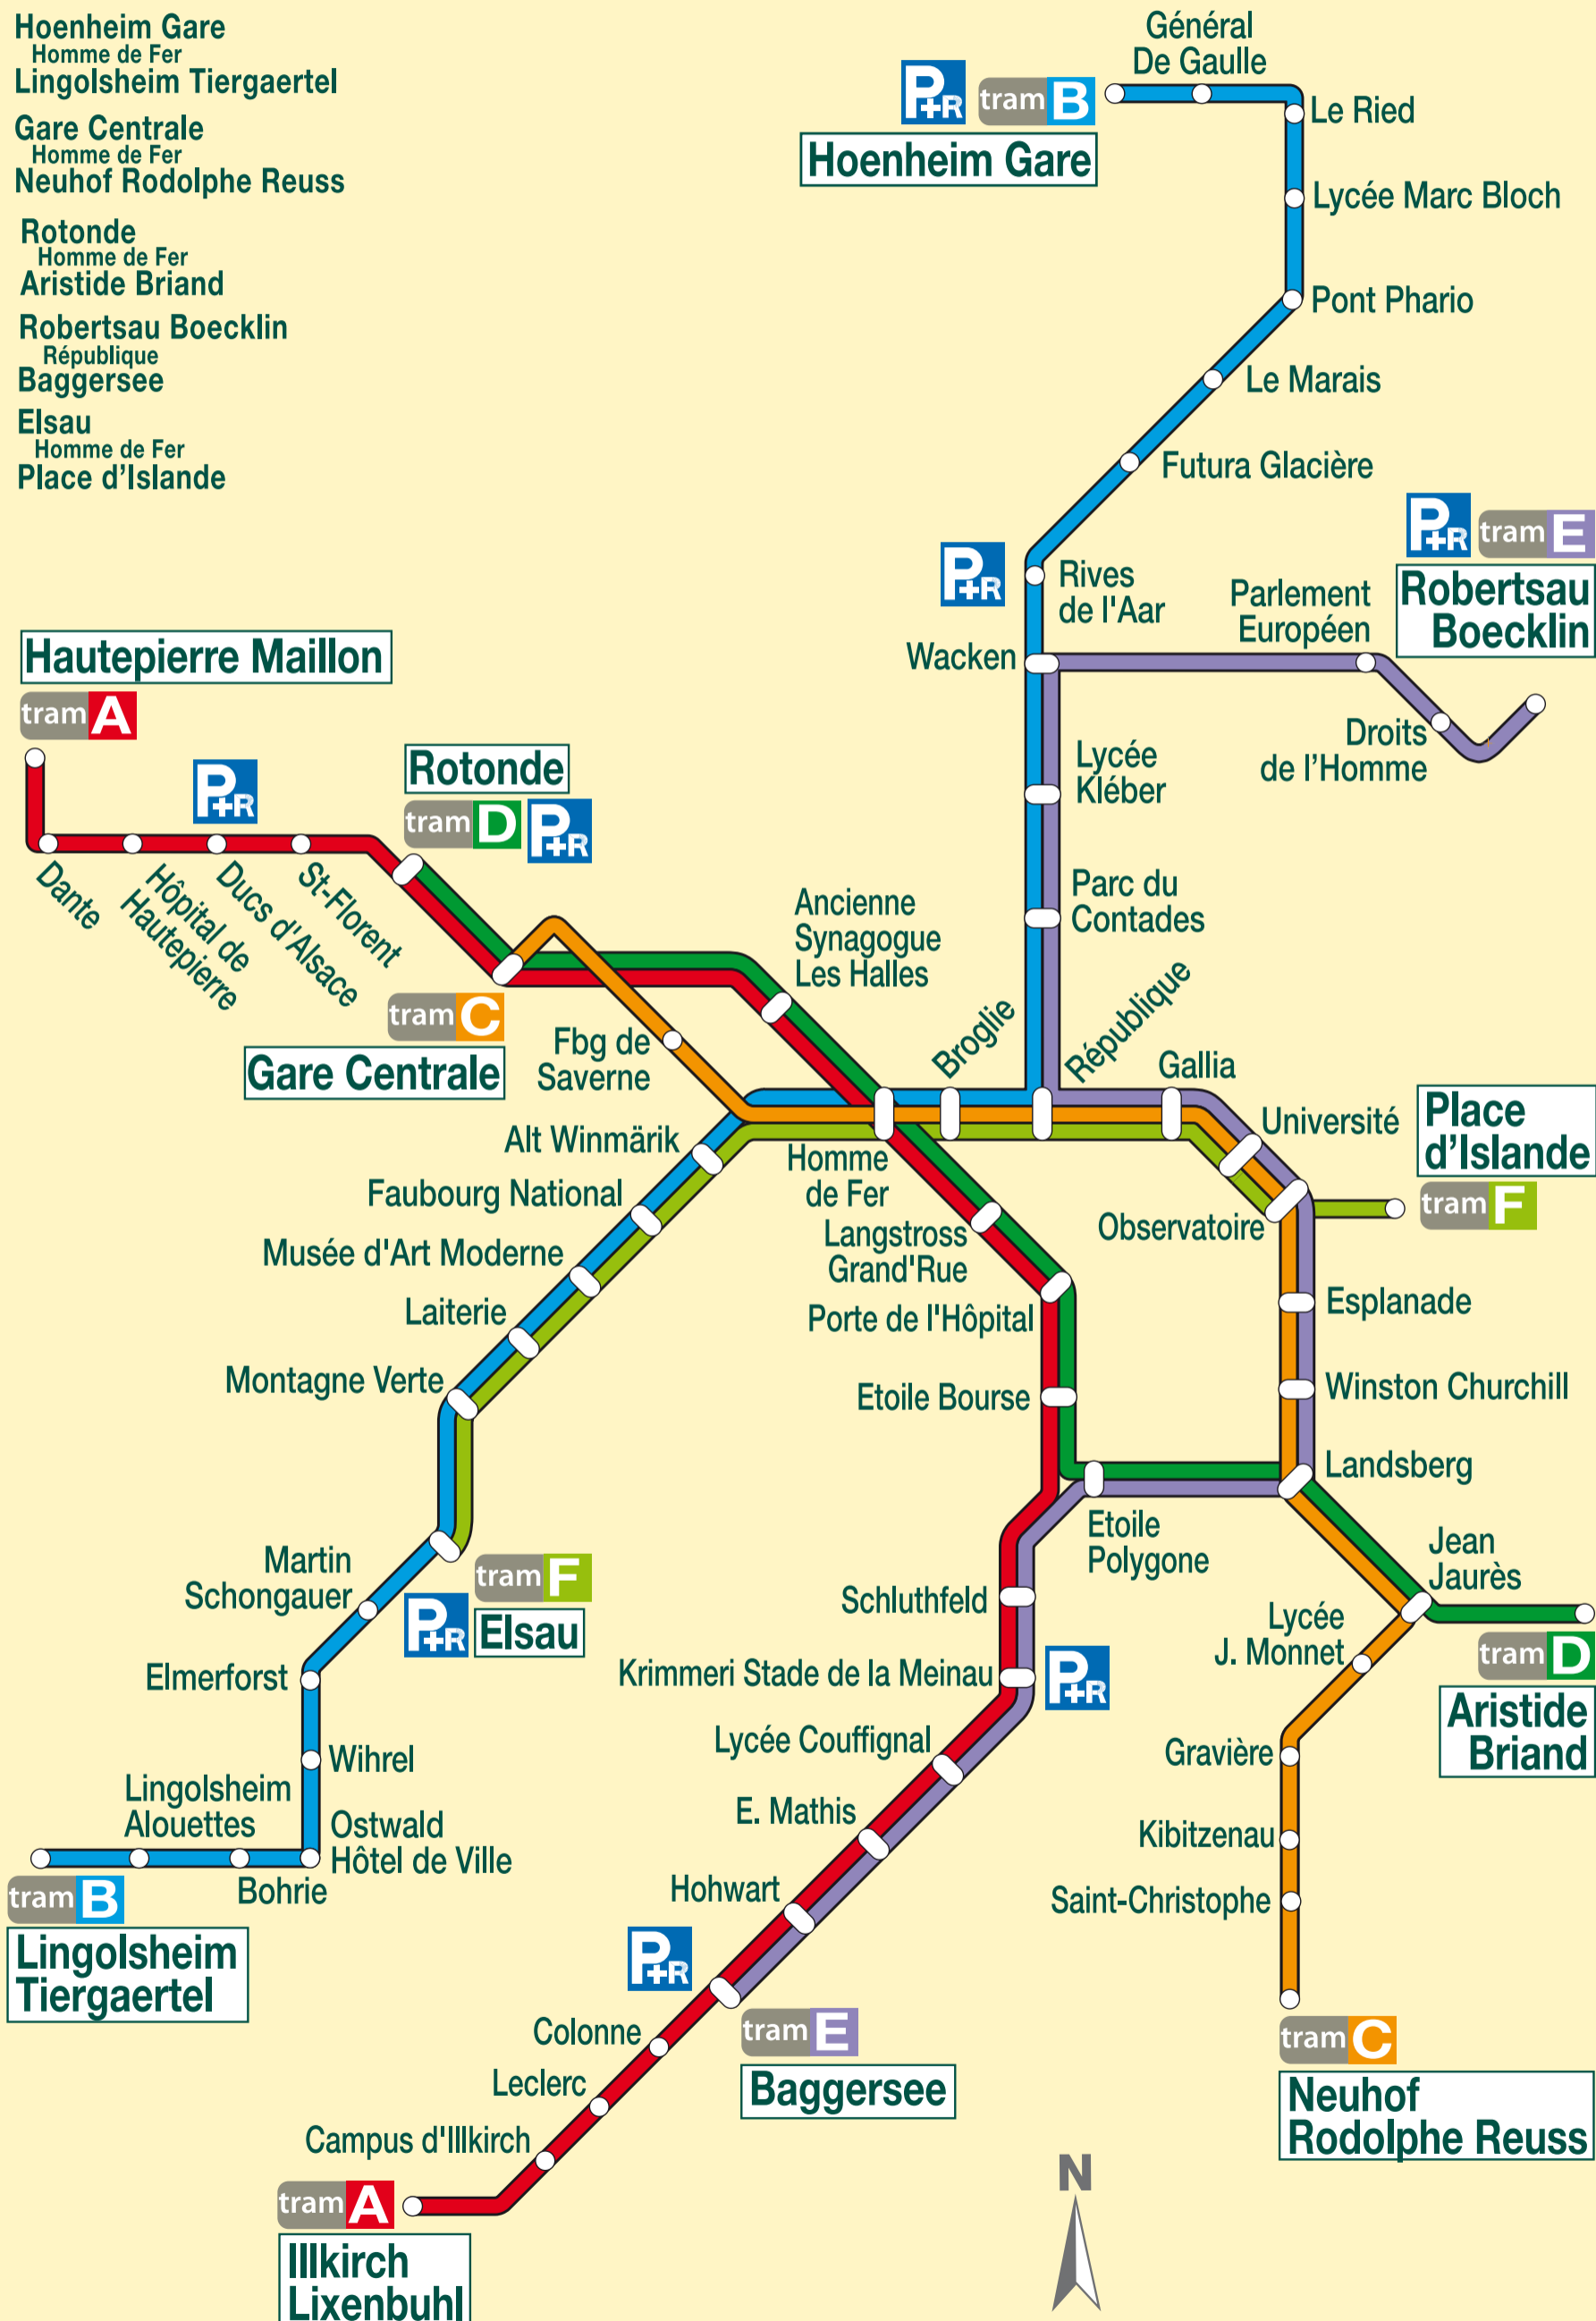 Hoenheim Gare
Homme de Fer
Lingolsheim Tiergaertel
Gare Centrale
Homme de Fer
Neuhof Rodolphe Reuss
Rotonde
Homme de Fer
Aristide Briand
Robertsau Boecklin
République
Baggersee
Elsau
Homme de Fer
Place d’Islande
Général
De Gaulle
P+R
tram B
Hoenheim Gare
Le Ried
Lycée Marc Bloch
Pont Phario
Le Marais
Futura Glacière
P+R
Rives
de l'Aar
Wacken
P+R
tram E
Robertsau
Boecklin
Parlement
Européen
Droits
de l’Homme
Lycée
Kléber
Parc du
Contades
Hautepierre Maillon
tram A
P+R
Dante
Hôpital de
Hautepierre
Ducs d'Alsace
St-Florent
Rotonde
tram D
P+R
tram C
Gare Centrale
Fbg de
Saverne
Ancienne
Synagogue
Les Halles
Broglie
République
Gallia
Université
Place
d’Islande
tram F
Observatoire
Alt Winmärik
Faubourg National
Musée d'Art Moderne
Laiterie
Montagne Verte
Homme
de Fer
Langstross
Grand'Rue
Porte de l'Hôpital
Etoile Bourse
Esplanade
Winston Churchill
Landsberg
Etoile
Polygone
Jean
Jaurès
tram D
Aristide
Briand
Lycée
J. Monnet
Gravière
Kibitzenau
Saint-Christophe
tram C
Neuhof
Rodolphe Reuss
Martin
Schongauer
tram F
P+R
Elsau
Elmerforst
Wihrel
Lingolsheim
Alouettes
Ostwald
Hôtel de Ville
Bohrie
tram B
Lingolsheim
Tiergaertel
Schluthfeld
Krimmeri Stade de la Meinau
P+R
Lycée Couffignal
E. Mathis
Hohwart
P+R
tram E
Baggersee
Colonne
Leclerc
Campus d'Illkirch
tram A
Illkirch
Lixenbuhl
N